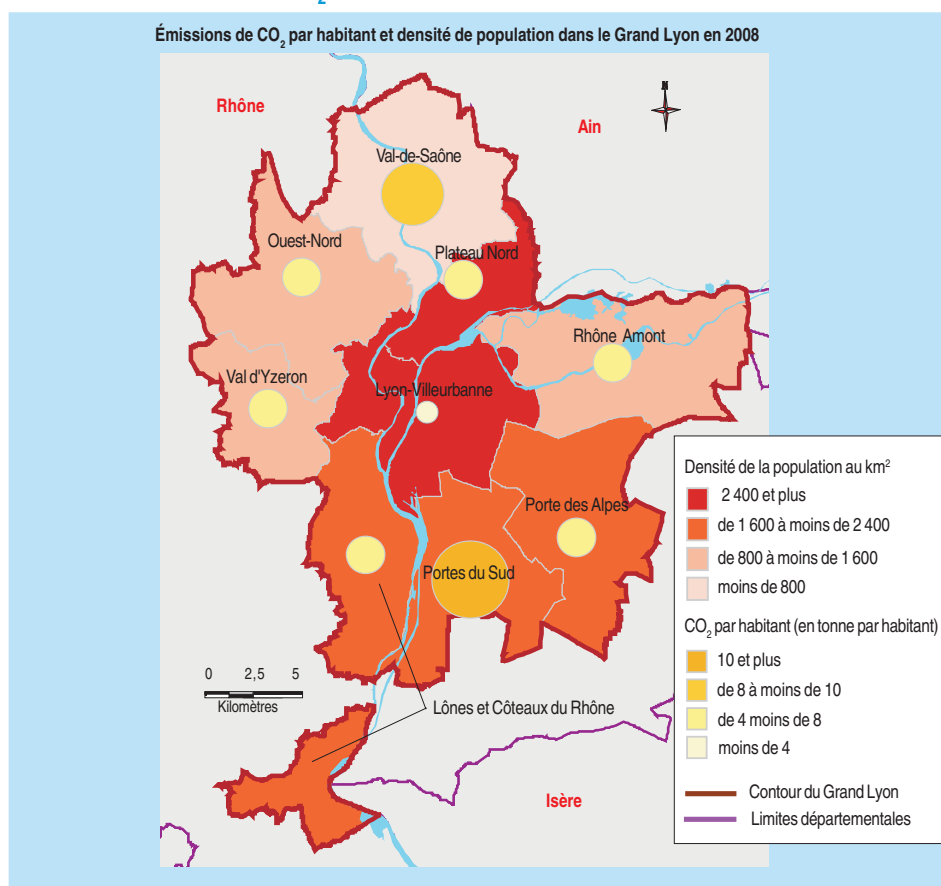 Émissions de CO₂ par habitant et densité de population dans le Grand Lyon en 2008
Rhône
N
Ain
Val-de-Saône
Ouest-Nord
Plateau Nord
Rhône Amont
Val d'Yzeron
Lyon-Villeurbanne
Porte des Alpes
Portes du Sud
0 2,5 5
Kilomètres
Lônes et Côteaux du Rhône
Isère
Densité de la population au km²
2 400 et plus
de 1 600 à moins de 2 400
de 800 à moins de 1 600
moins de 800
CO₂ par habitant (en tonne par habitant)
10 et plus
de 8 à moins de 10
de 4 moins de 8
moins de 4
Contour du Grand Lyon
Limites départementales